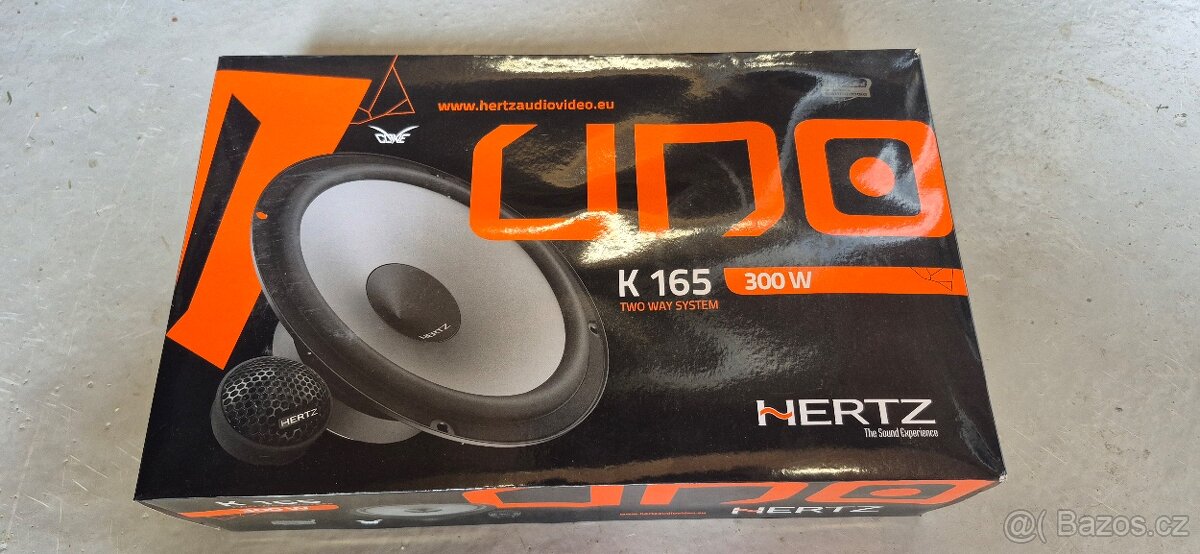 www.hertzaudiovideo.eu
UNO
K 165
300 W
TWO WAY SYSTEM
HERTZ
HERTZ
HERTZ
The Sound Experience
K 165
300 W
www.hertzaudiovideo.eu
HERTZ
@( Bazos.cz